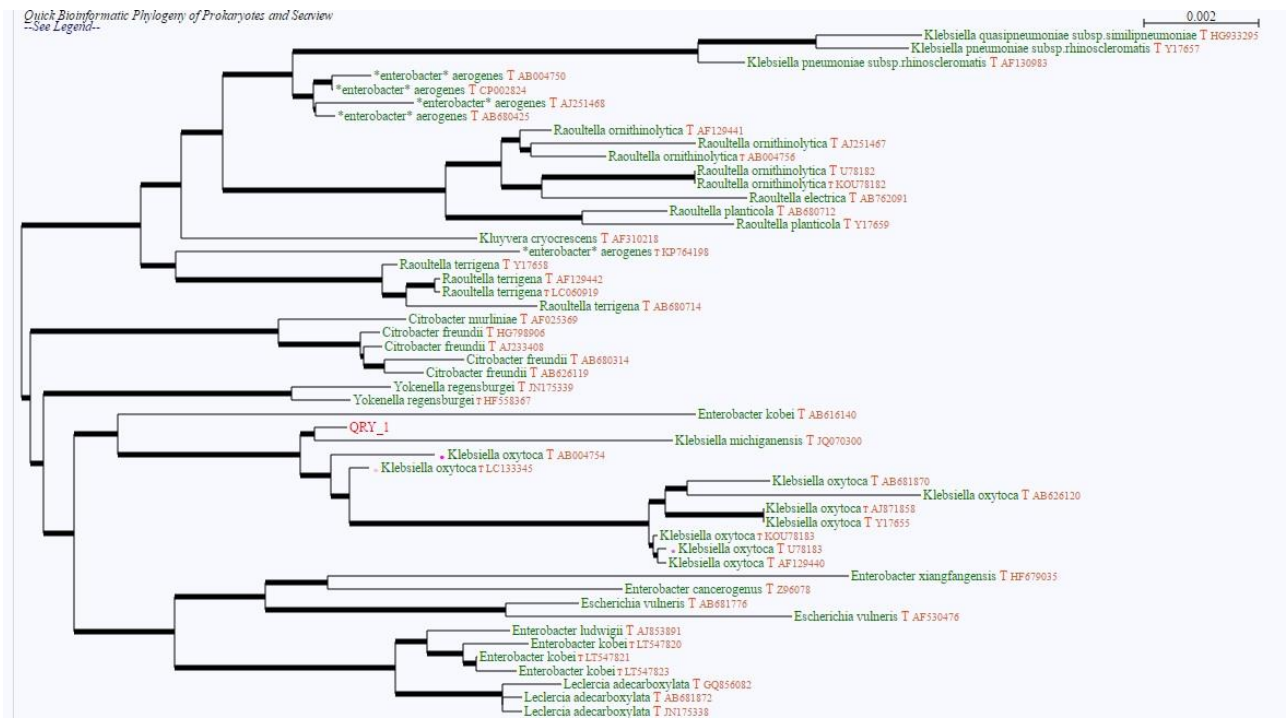 Quick Bioinformatic Phylogeny of Prokaryotes and Seaview
--See Legend--
0.002
Klebsiella quasipneumoniae subsp.similipneumoniae T HG933295
Klebsiella pneumoniae subsp.rhinoscleromatis T Y17657
Klebsiella pneumoniae subsp.rhinoscleromatis T AF130983
*enterobacter* aerogenes T AB004750
*enterobacter* aerogenes T CP002824
*enterobacter* aerogenes T AJ251468
*enterobacter* aerogenes T AB680425
Raoultella ornithinolytica T AF129441
Raoultella ornithinolytica T AJ251467
Raoultella ornithinolytica T AB004756
Raoultella ornithinolytica T U78182
Raoultella ornithinolytica T KOU78182
Raoultella electrica T AB762091
Raoultella planticola T AB680712
Raoultella planticola T Y17659
Kluyvera cryocrescens T AF310218
*enterobacter* aerogenes T KP764198
Raoultella terrigena T Y17658
Raoultella terrigena T AF129442
Raoultella terrigena T LC060919
Raoultella terrigena T AB680714
Citrobacter murliniae T AF025369
Citrobacter freundii T HG798906
Citrobacter freundii T AJ233408
Citrobacter freundii T AB680314
Citrobacter freundii T AB626119
Yokenella regensburgei T JN175339
Yokenella regensburgei T HF558367
Enterobacter kobei T AB616140
QRY_1
Klebsiella michiganensis T JQ070300
Klebsiella oxytoca T AB004754
Klebsiella oxytoca T LC133345
Klebsiella oxytoca T AB681870
Klebsiella oxytoca T AB626120
Klebsiella oxytoca T AJ871858
Klebsiella oxytoca T Y17655
Klebsiella oxytoca T KOU78183
Klebsiella oxytoca T U78183
Klebsiella oxytoca T AF129440
Enterobacter xiangfangensis T HF679035
Enterobacter cancerogenus T Z96078
Escherichia vulneris T AB681776
Escherichia vulneris T AF530476
Enterobacter ludwigii T AJ853891
Enterobacter kobei T LT547820
Enterobacter kobei T LT547821
Enterobacter kobei T LT547823
Leclercia adecarboxylata T GQ856082
Leclercia adecarboxylata T AB681872
Leclercia adecarboxylata T JN175338